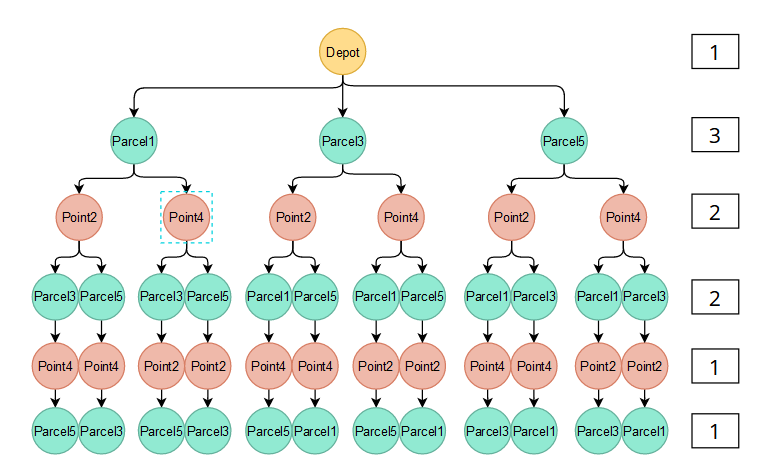 Depot 1
Parcel1 Parcel3 Parcel5 3
Point2 Point4 Point2 Point4 Point2 Point4 2
Parcel3 Parcel5 Parcel3 Parcel5 Parcel1 Parcel5 Parcel1 Parcel5 Parcel1 Parcel3 Parcel1 Parcel3 2
Point4 Point4 Point2 Point2 Point4 Point4 Point2 Point2 Point4 Point4 Point2 Point2 1
Parcel5 Parcel3 Parcel5 Parcel3 Parcel5 Parcel1 Parcel5 Parcel1 Parcel3 Parcel1 Parcel3 Parcel1 1